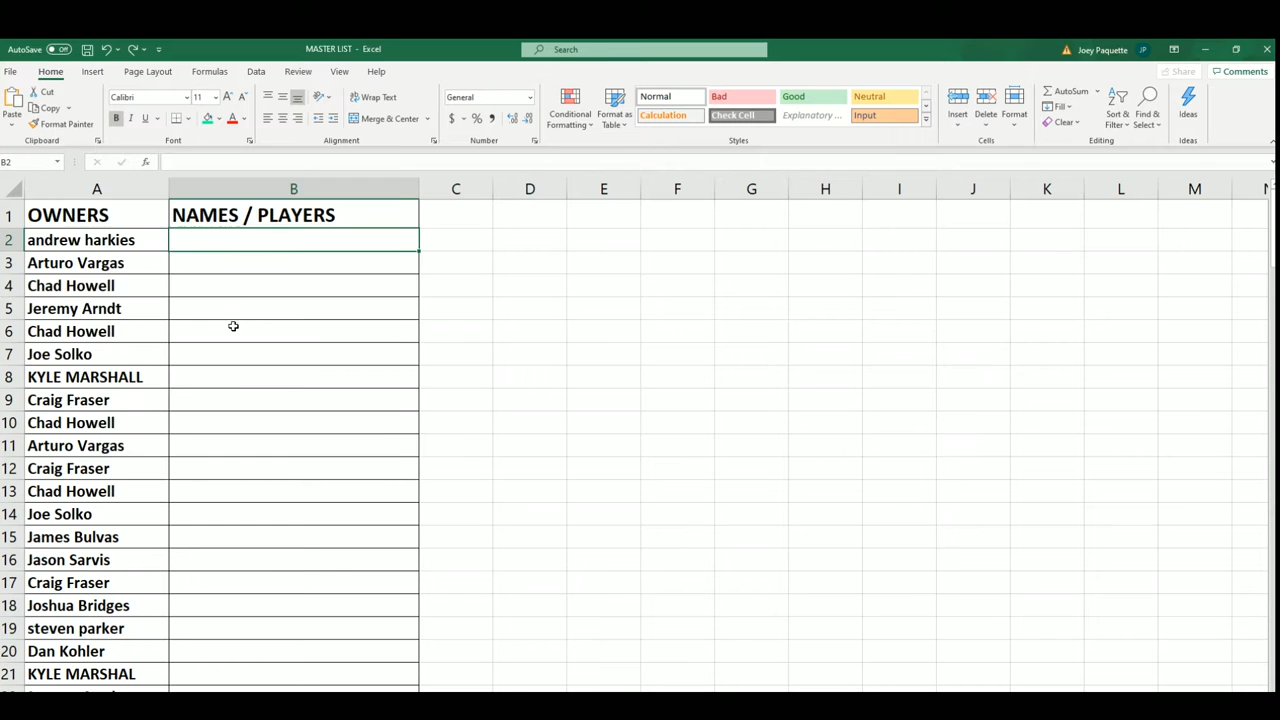 AutoSave Off MASTER LIST - Excel Search Joey Paquette JP
File Home Insert Page Layout Formulas Data Review View Help Share Comments
Paste Cut Copy Format Painter Clipboard
Calibri 11 A A B I U A Font
Wrap Text Merge & Center Alignment
General $ % , Number
Conditional Formatting Format as Table
Normal Bad Good Neutral
Calculation Check Cell Explanatory ... Input
Styles
Insert Delete Format Cells
AutoSum Fill Clear Sort & Filter Find & Select Editing
Ideas Ideas
B2 fx
A B C D E F G H I J K L M
1 OWNERS NAMES / PLAYERS
2 andrew harkies
3 Arturo Vargas
4 Chad Howell
5 Jeremy Arndt
6 Chad Howell
7 Joe Solko
8 KYLE MARSHALL
9 Craig Fraser
10 Chad Howell
11 Arturo Vargas
12 Craig Fraser
13 Chad Howell
14 Joe Solko
15 James Bulvas
16 Jason Sarvis
17 Craig Fraser
18 Joshua Bridges
19 steven parker
20 Dan Kohler
21 KYLE MARSHAL